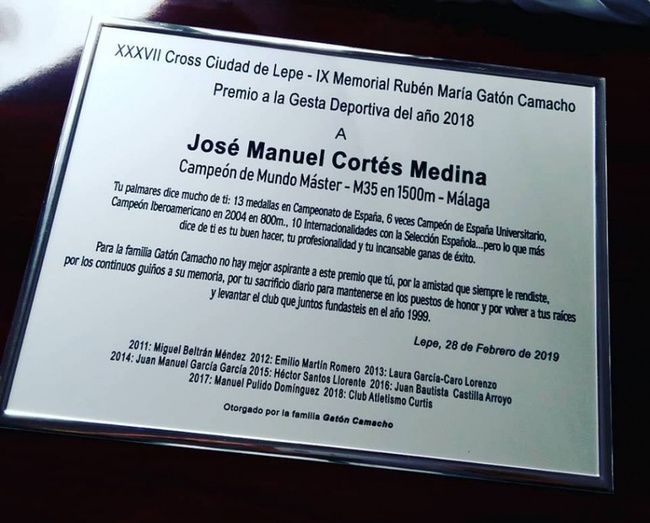 XXXVII Cross Ciudad de Lepe - IX Memorial Rubén María Gatón Camacho
Premio a la Gesta Deportiva del año 2018
A
José Manuel Cortés Medina
Campeón de Mundo Máster - M35 en 1500m - Málaga
Tu palmares dice mucho de ti: 13 medallas en Campeonato de España, 6 veces Campeón de España Universitario,
Campeón Iberoamericano en 2004 en 800m., 10 Internacionalidades con la Selección Española...pero lo que más
dice de ti es tu buen hacer, tu profesionalidad y tu incansable ganas de éxito.
Para la familia Gatón Camacho no hay mejor aspirante a este premio que tú, por la amistad que siempre le rendiste,
por los continuos guiños a su memoria, por tu sacrificio diario para mantenerse en los puestos de honor y por volver a tus raíces
y levantar el club que juntos fundasteis en el año 1999.
Lepe, 28 de Febrero de 2019
2011: Miguel Beltrán Méndez 2012: Emilio Martín Romero 2013: Laura García-Caro Lorenzo
2014: Juan Manuel García García 2015: Héctor Santos Llorente 2016: Juan Bautista Castilla Arroyo
2017: Manuel Pulido Domínguez 2018: Club Atletismo Curtis
Otorgado por la familia Gatón Camacho